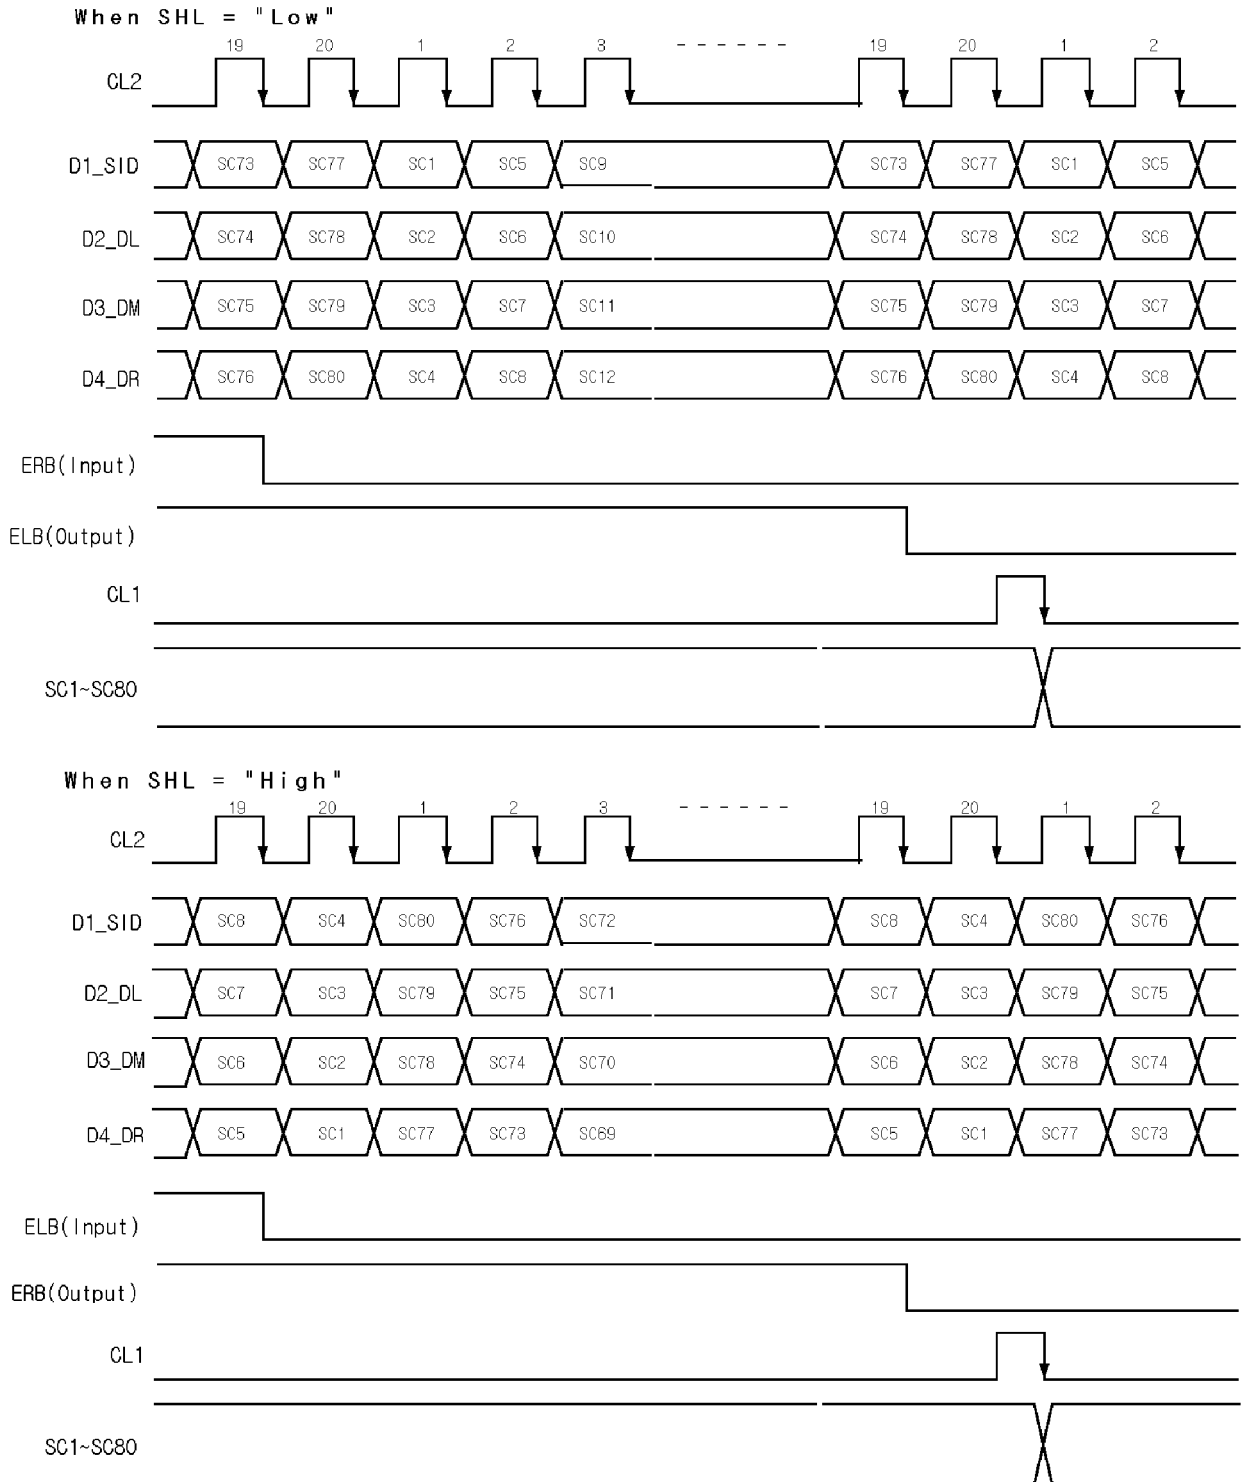 When SHL = "Low"
19 20 1 2 3 - - - - - - 19 20 1 2
CL2
D1_SID SC73 SC77 SC1 SC5 SC9 SC73 SC77 SC1 SC5
D2_DL SC74 SC78 SC2 SC6 SC10 SC74 SC78 SC2 SC6
D3_DM SC75 SC79 SC3 SC7 SC11 SC75 SC79 SC3 SC7
D4_DR SC76 SC80 SC4 SC8 SC12 SC76 SC80 SC4 SC8
ERB(Input)
ELB(Output)
CL1
SC1~SC80
When SHL = "High"
19 20 1 2 3 - - - - - - 19 20 1 2
CL2
D1_SID SC8 SC4 SC80 SC76 SC72 SC8 SC4 SC80 SC76
D2_DL SC7 SC3 SC79 SC75 SC71 SC7 SC3 SC79 SC75
D3_DM SC6 SC2 SC78 SC74 SC70 SC6 SC2 SC78 SC74
D4_DR SC5 SC1 SC77 SC73 SC69 SC5 SC1 SC77 SC73
ELB(Input)
ERB(Output)
CL1
SC1~SC80